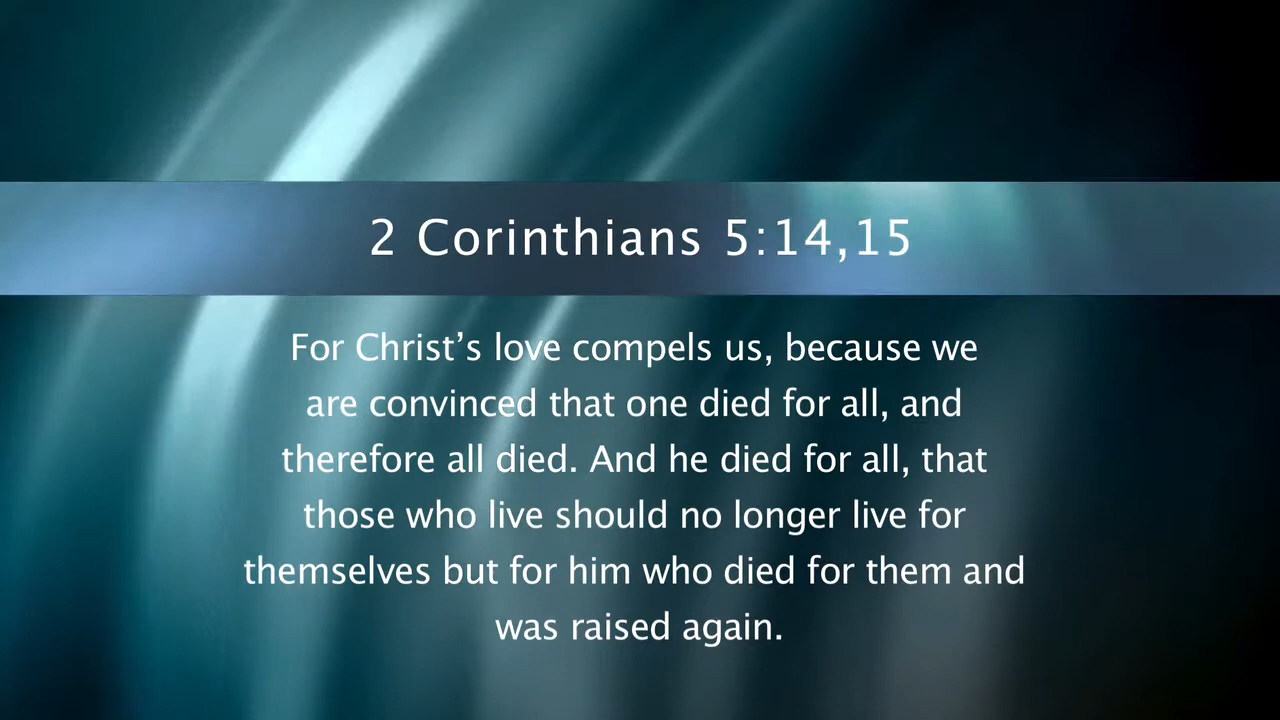 2 Corinthians 5:14,15
For Christ’s love compels us, because we
are convinced that one died for all, and
therefore all died. And he died for all, that
those who live should no longer live for
themselves but for him who died for them and
was raised again.